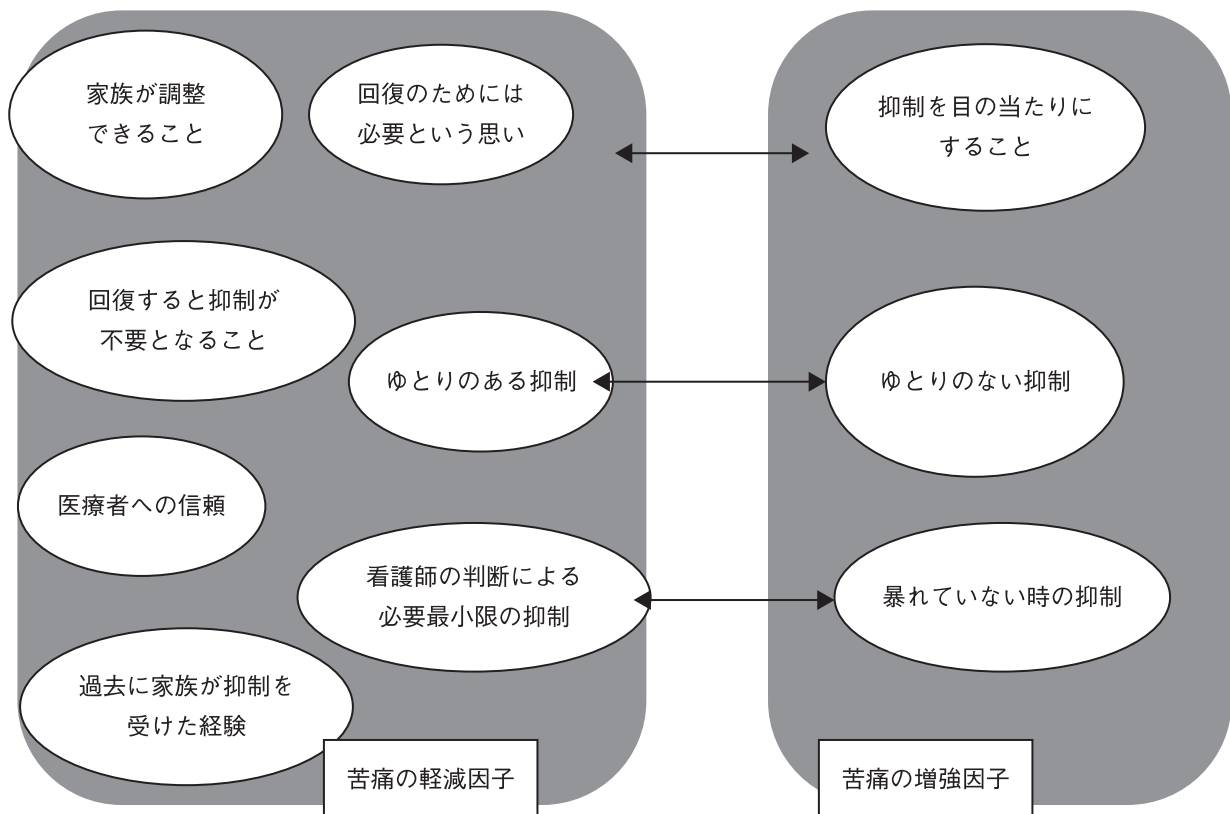 家族が調整
できること
回復のためには
必要という思い
抑制を目の当たりに
すること
回復すると抑制が
不要となること
ゆとりのある抑制
ゆとりのない抑制
医療者への信頼
看護師の判断による
必要最小限の抑制
暴れていない時の抑制
過去に家族が抑制を
受けた経験
苦痛の軽減因子
苦痛の増強因子